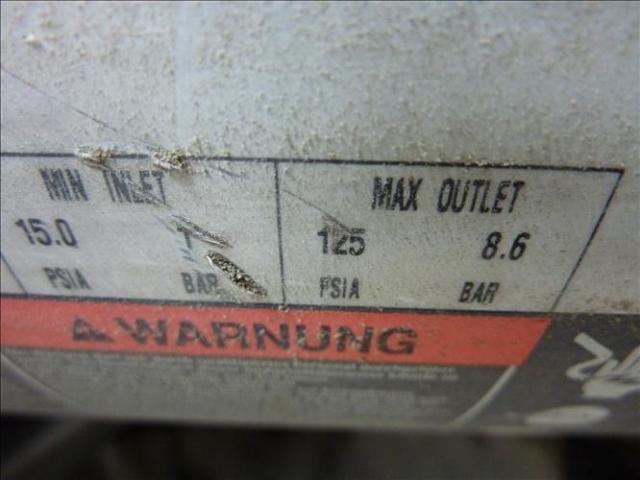 MIN INLET
MAX OUTLET
15.0 1 125 8.6
PSIA BAR PSIA BAR
WARNUNG